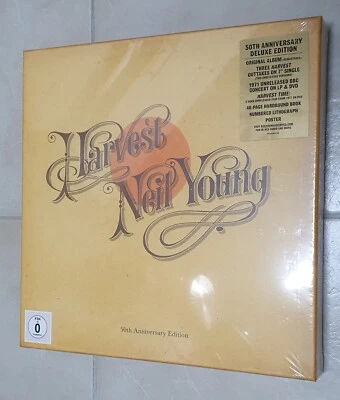 50TH ANNIVERSARY
DELUXE EDITION
ORIGINAL ALBUM
THREE HARVEST
OUTTAKES ON 7" SINGLE
1971 UNRELEASED BBC
CONCERT ON LP & DVD
HARVEST TIME
48-PAGE HARDBOUND BOOK
NUMBERED LITHOGRAPH
POSTER
Harvest
Neil Young
0
50th Anniversary Edition